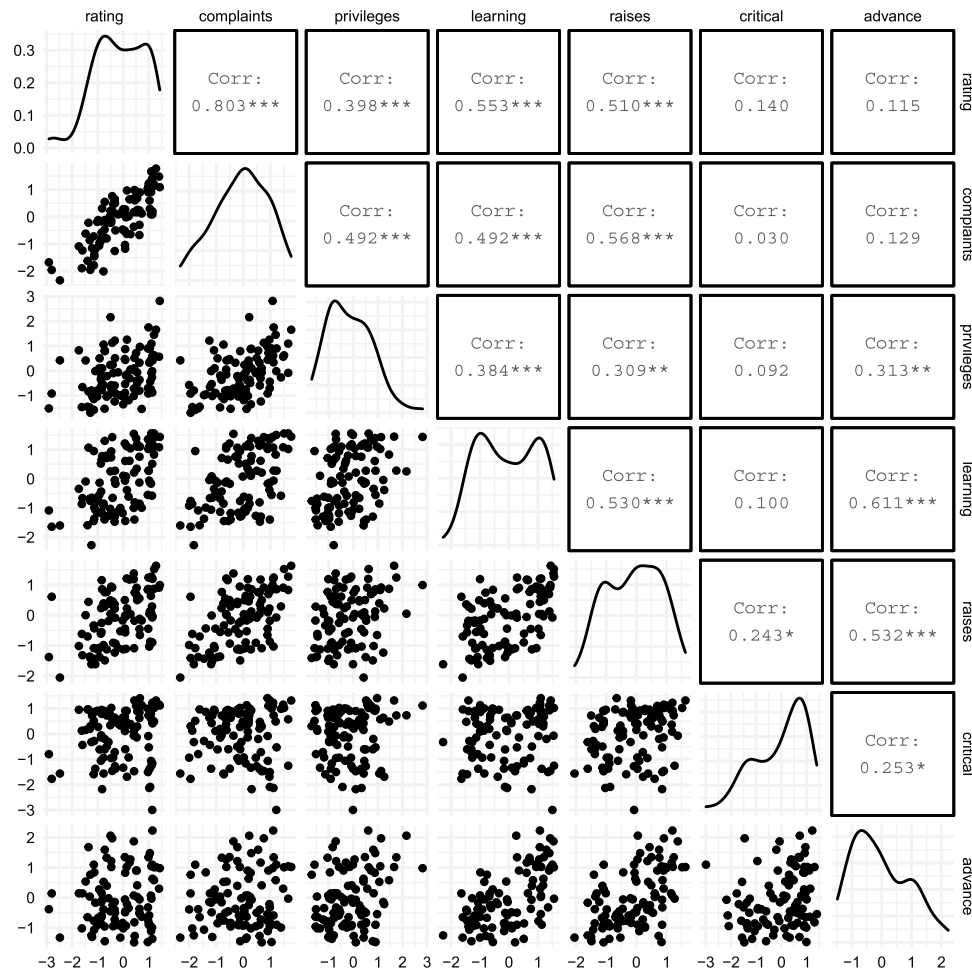 rating complaints privileges learning raises critical advance
0.3
0.2
0.1
0.0
Corr: Corr: Corr: Corr: Corr: Corr:
0.803*** 0.398*** 0.553*** 0.510*** 0.140 0.115
rating
1
0
−1
−2
Corr: Corr: Corr: Corr: Corr:
0.492*** 0.492*** 0.568*** 0.030 0.129
complaints
3
2
1
0
−1
Corr: Corr: Corr: Corr:
0.384*** 0.309** 0.092 0.313**
privileges
1
0
−1
−2
Corr: Corr: Corr:
0.530*** 0.100 0.611***
learning
1
0
−1
−2
Corr: Corr:
0.243* 0.532***
raises
1
0
−1
−2
−3
Corr:
0.253*
critical
2
1
0
−1
advance
−3 −2 −1 0 1 −2 −1 0 1 −1 0 1 2 3 −2 −1 0 1 −2 −1 0 1 −3 −2 −1 0 1 −1 0 1 2